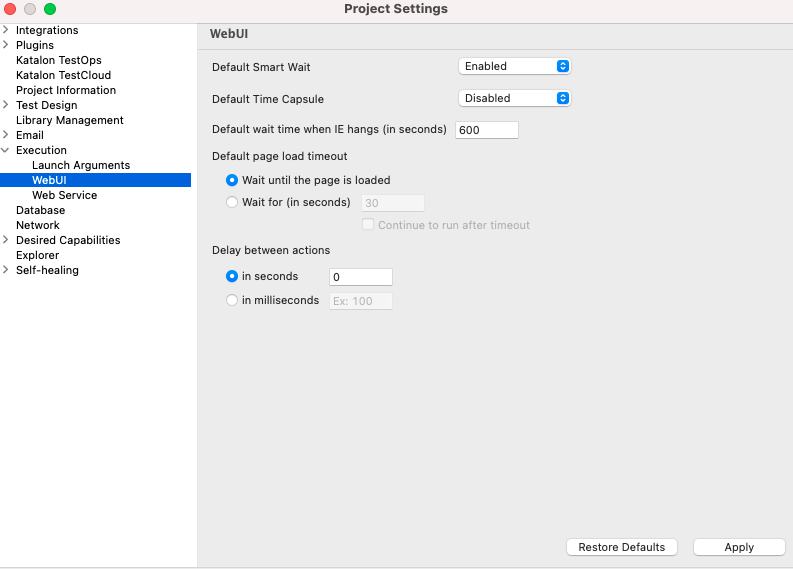 Project Settings
Integrations
Plugins
Katalon TestOps
Katalon TestCloud
Project Information
Test Design
Library Management
Email
Execution
Launch Arguments
WebUI
Web Service
Database
Network
Desired Capabilities
Explorer
Self-healing
WebUI
Default Smart Wait Enabled
Default Time Capsule Disabled
Default wait time when IE hangs (in seconds) 600
Default page load timeout
Wait until the page is loaded
Wait for (in seconds) 30
Continue to run after timeout
Delay between actions
in seconds 0
in milliseconds Ex: 100
Restore Defaults Apply